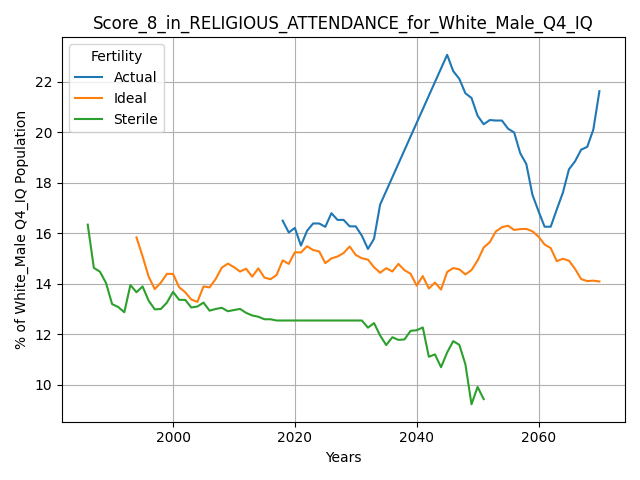 Score_8_in_RELIGIOUS_ATTENDANCE_for_White_Male_Q4_IQ
Fertility
Actual
Ideal
Sterile
% of White_Male Q4_IQ Population
22
20
18
16
14
12
10
2000 2020 2040 2060
Years